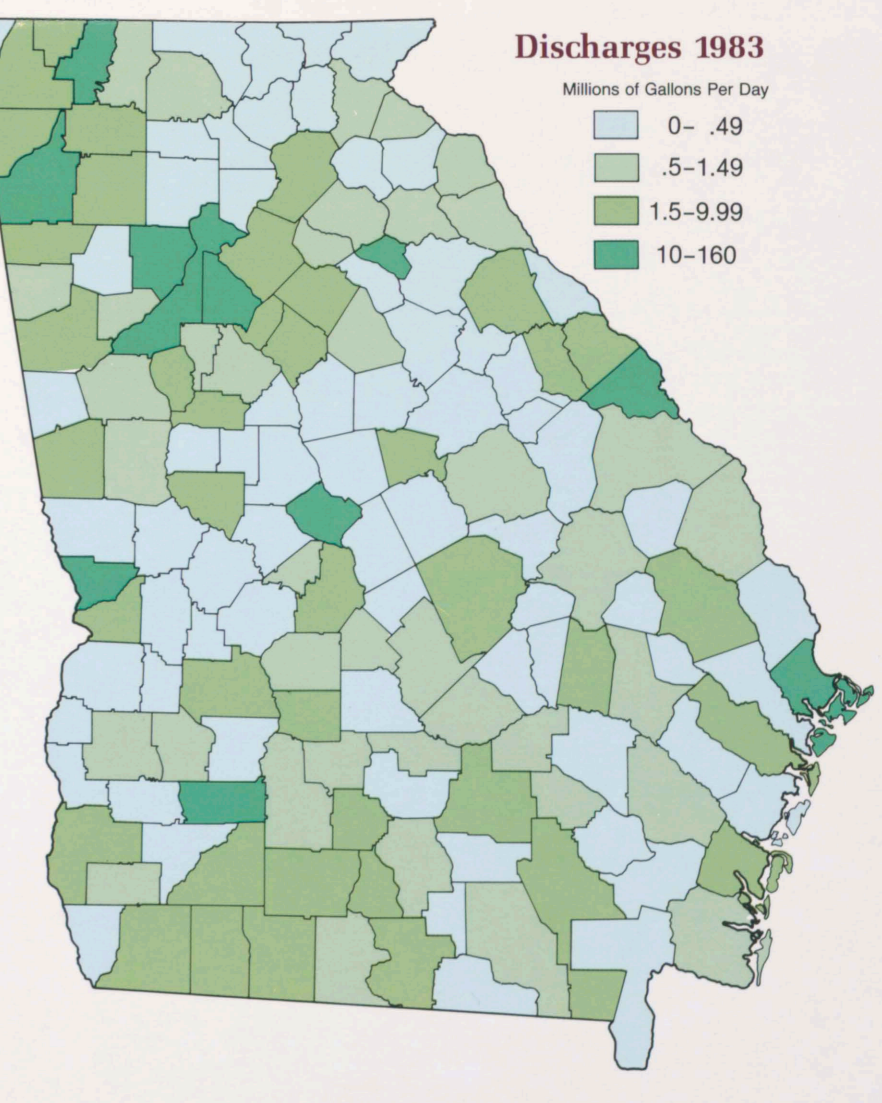 Discharges 1983
Millions of Gallons Per Day
0– .49
.5–1.49
1.5–9.99
10–160